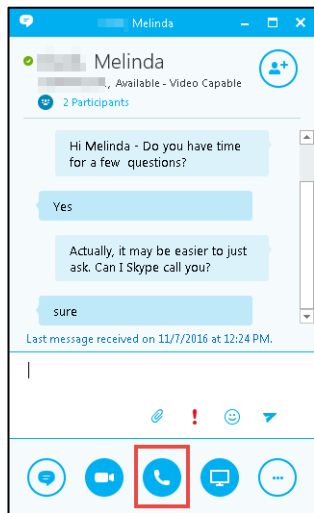 Melinda
Melinda
, Available - Video Capable
2 Participants
Hi Melinda - Do you have time
for a few questions?
Yes
Actually, it may be easier to just
ask. Can I Skype call you?
sure
Last message received on 11/7/2016 at 12:24 PM.